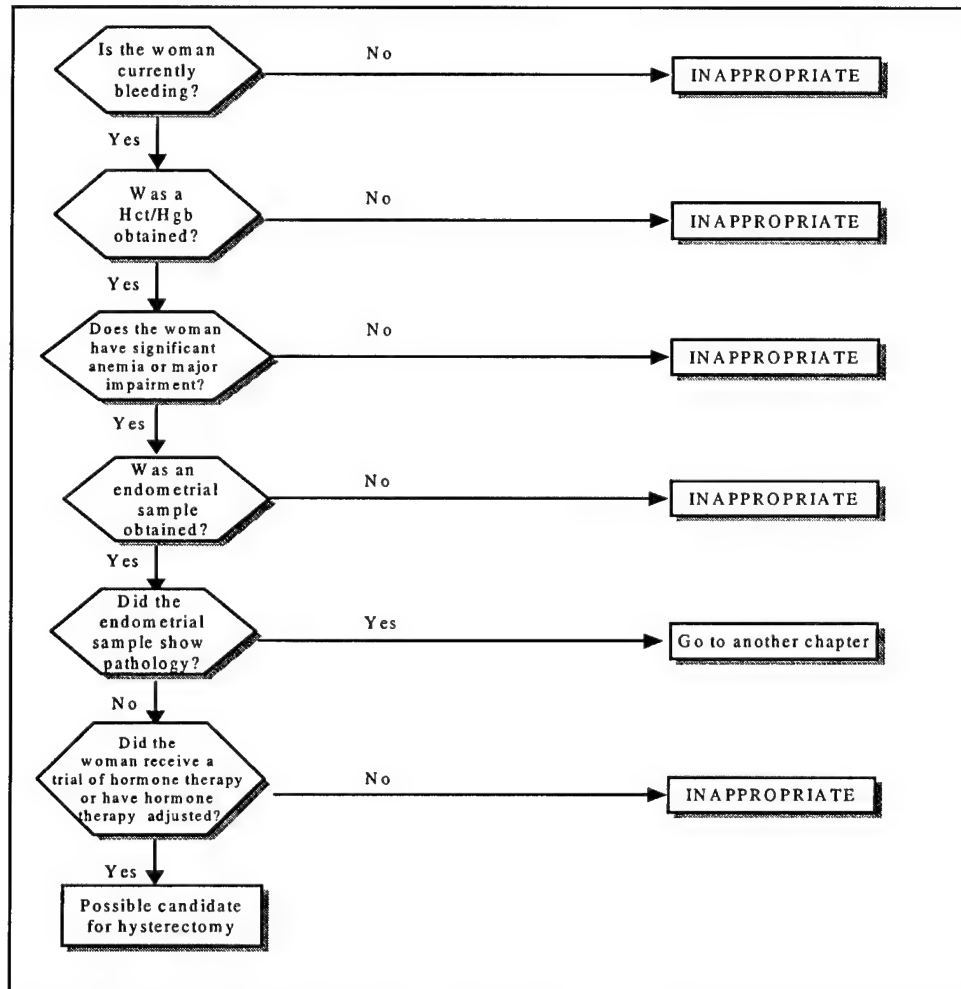 Is the woman
currently
bleeding?
No
INAPPROPRIATE
Yes
Was a
Hct/Hgb
obtained?
No
INAPPROPRIATE
Yes
Does the woman
have significant
anemia or major
impairment?
No
INAPPROPRIATE
Yes
Was an
endometrial
sample
obtained?
No
INAPPROPRIATE
Yes
Did the
endometrial
sample show
pathology?
Yes
Go to another chapter
No
Did the
woman receive a
trial of hormone therapy
or have hormone
therapy adjusted?
No
INAPPROPRIATE
Yes
Possible candidate
for hysterectomy